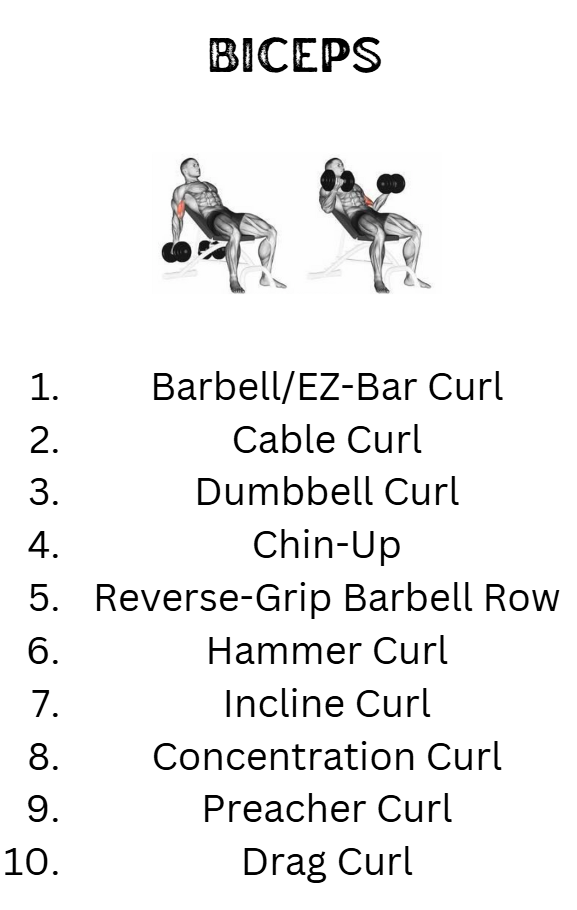 BICEPS
1. Barbell/EZ-Bar Curl
2. Cable Curl
3. Dumbbell Curl
4. Chin-Up
5. Reverse-Grip Barbell Row
6. Hammer Curl
7. Incline Curl
8. Concentration Curl
9. Preacher Curl
10. Drag Curl